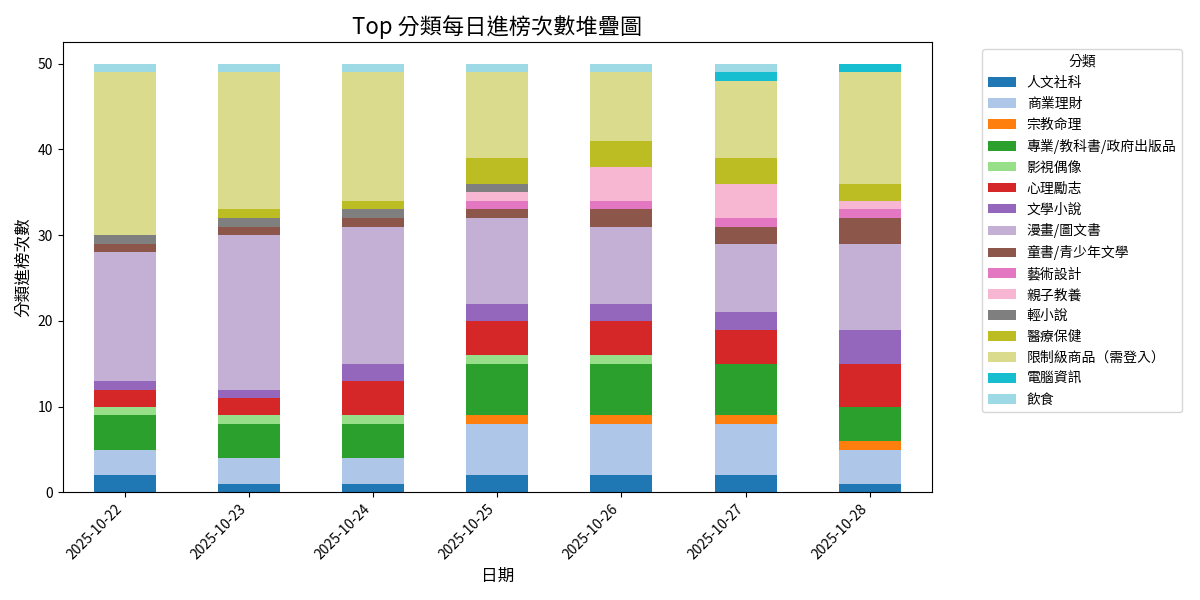 Top 分類每日進榜次數堆疊圖
分類進榜次數
50
40
30
20
10
0
2025-10-22
2025-10-23
2025-10-24
2025-10-25
2025-10-26
2025-10-27
2025-10-28
日期
分類
人文社科
商業理財
宗教命理
專業/教科書/政府出版品
影視偶像
心理勵志
文學小說
漫畫/圖文書
童書/青少年文學
藝術設計
親子教養
輕小說
醫療保健
限制級商品（需登入）
電腦資訊
飲食